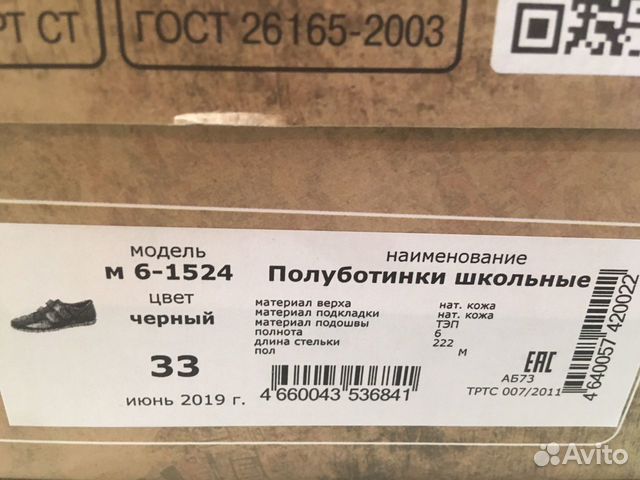 РТ СТ
ГОСТ 26165-2003
модель
м 6-1524
цвет
черный
33
июнь 2019 г.
наименование
Полуботинки школьные
материал верха нат. кожа
материал подкладки нат. кожа
материал подошвы ТЭП
полнота 6
длина стельки 222
пол М
4 660043 536841
ЕАС
АБ73
ТРТС 007/2011
4 640057 420022
Avito